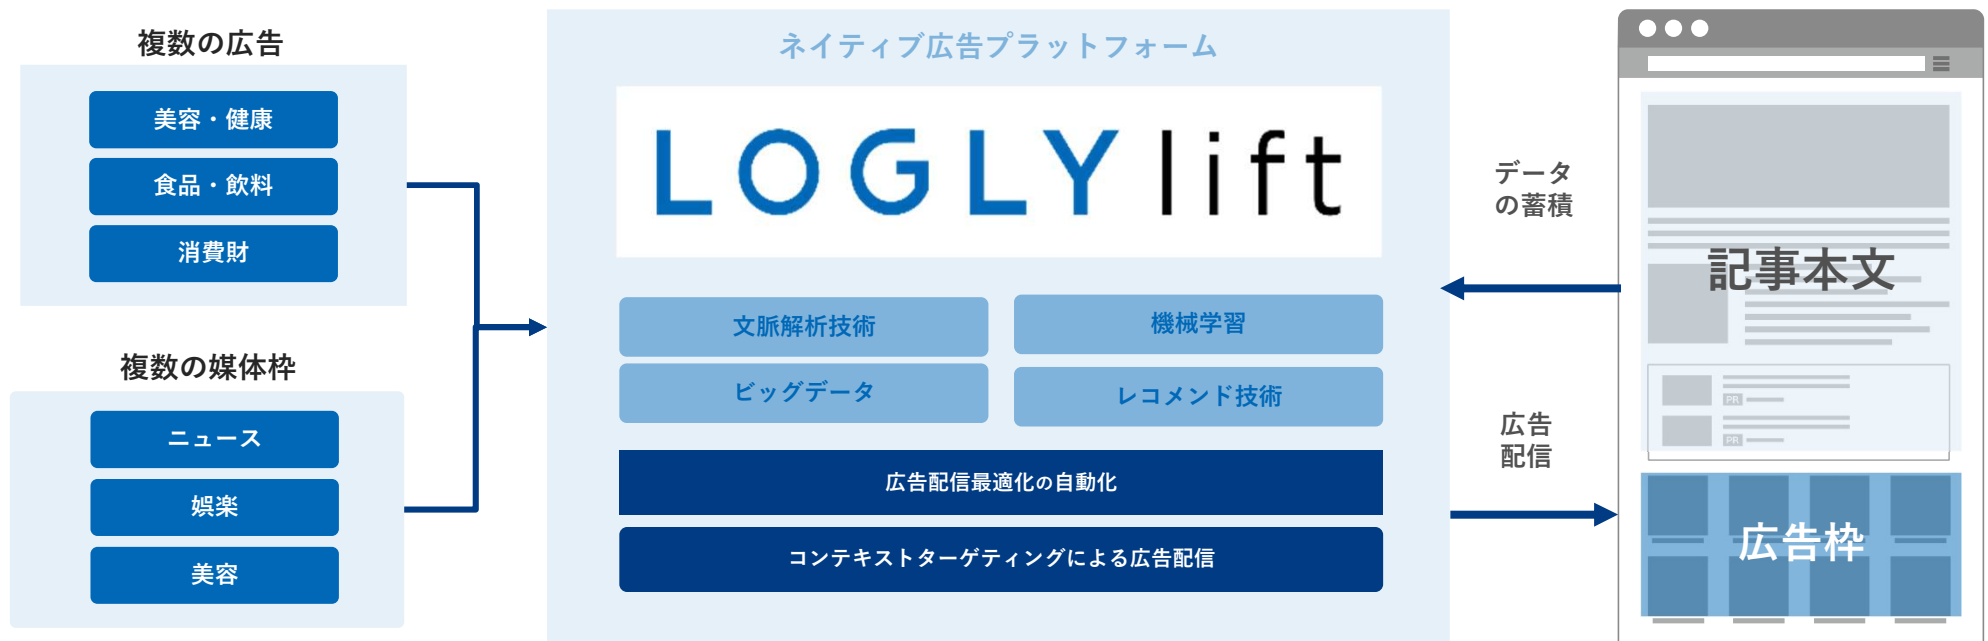 複数の広告
美容・健康
食品・飲料
消費財
複数の媒体枠
ニュース
娯楽
美容
ネイティブ広告プラットフォーム
LOGLY lift
文脈解析技術
機械学習
ビッグデータ
レコメンド技術
広告配信最適化の自動化
コンテキストターゲティングによる広告配信
データ
の蓄積
広告
配信
記事本文
PR
PR
広告枠